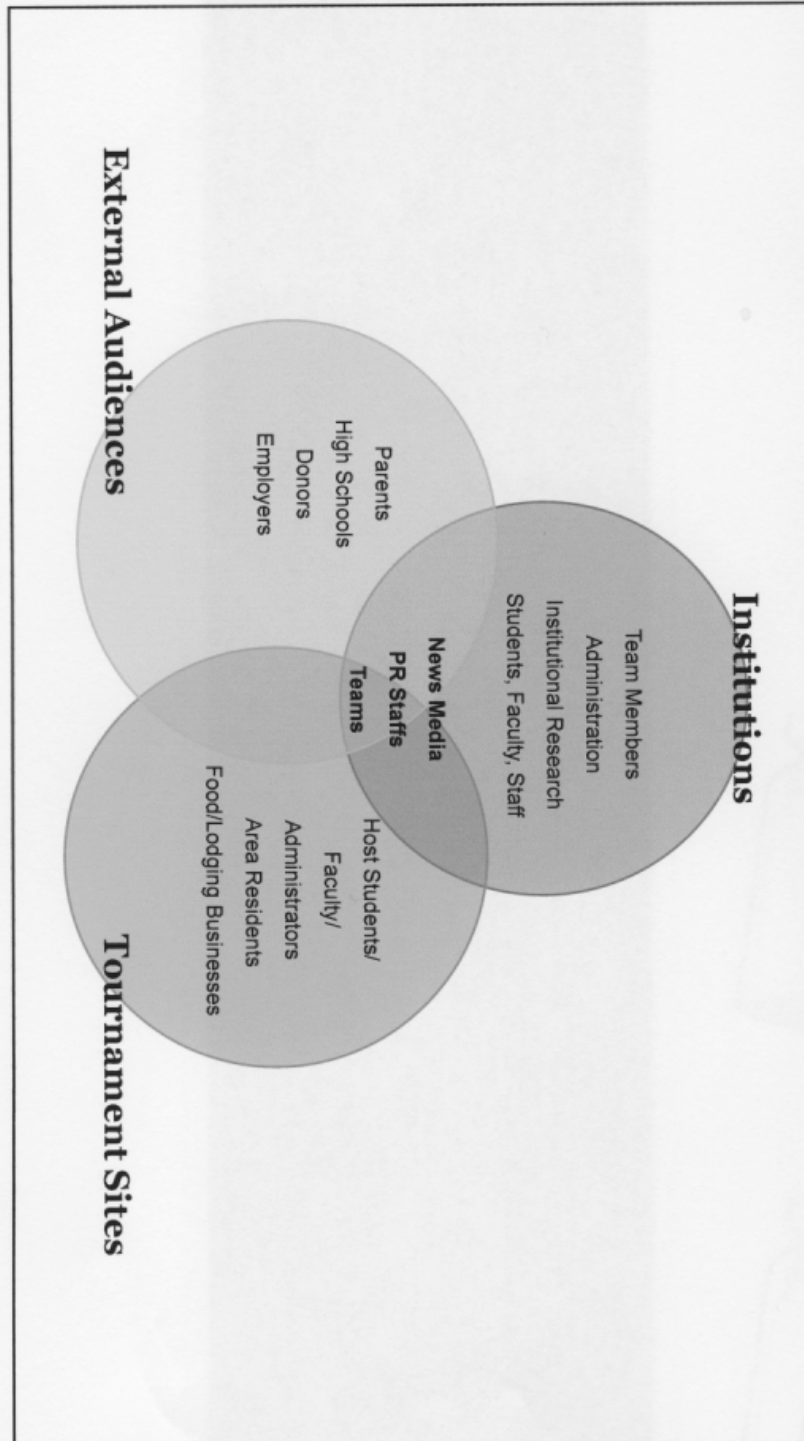 Institutions
Team Members
Administration
Institutional Research
Students, Faculty, Staff
News Media
PR Staffs
Teams
Parents
High Schools
Donors
Employers
Host Students/
Faculty/
Administrators
Area Residents
Food/Lodging Businesses
External Audiences
Tournament Sites